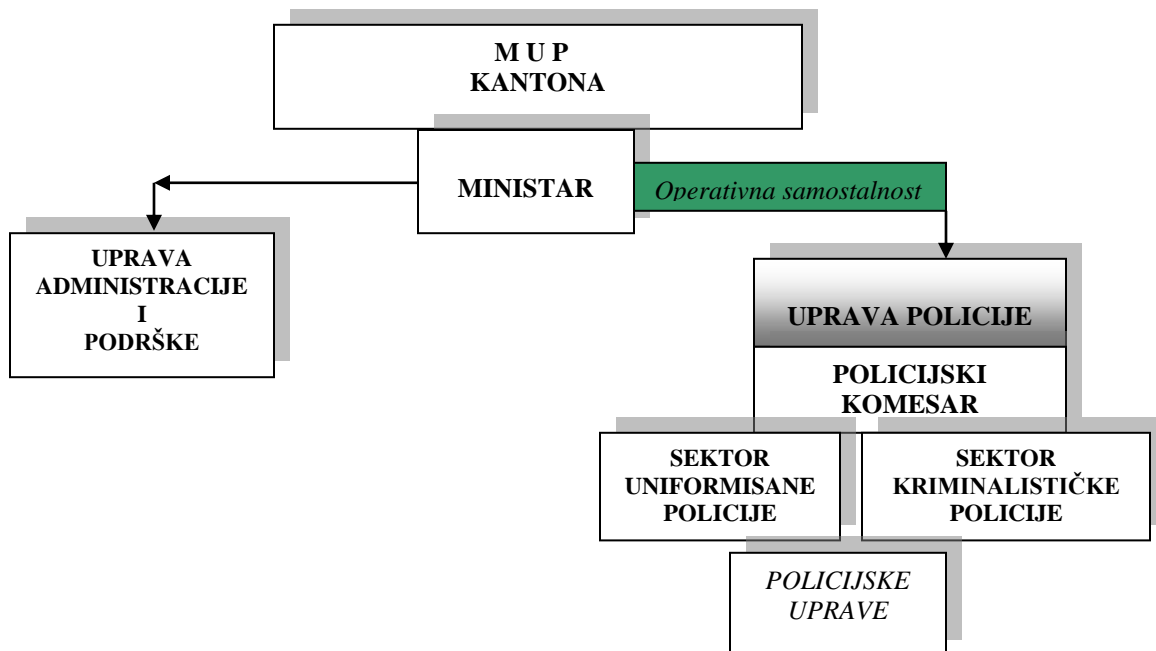 M U P
KANTONA
MINISTAR
Operativna samostalnost
UPRAVA
ADMINISTRACIJE
I
PODRŠKE
UPRAVA POLICIJE
POLICIJSKI
KOMESAR
SEKTOR
UNIFORMISANE
POLICIJE
SEKTOR
KRIMINALISTIČKE
POLICIJE
POLICIJSKE
UPRAVE